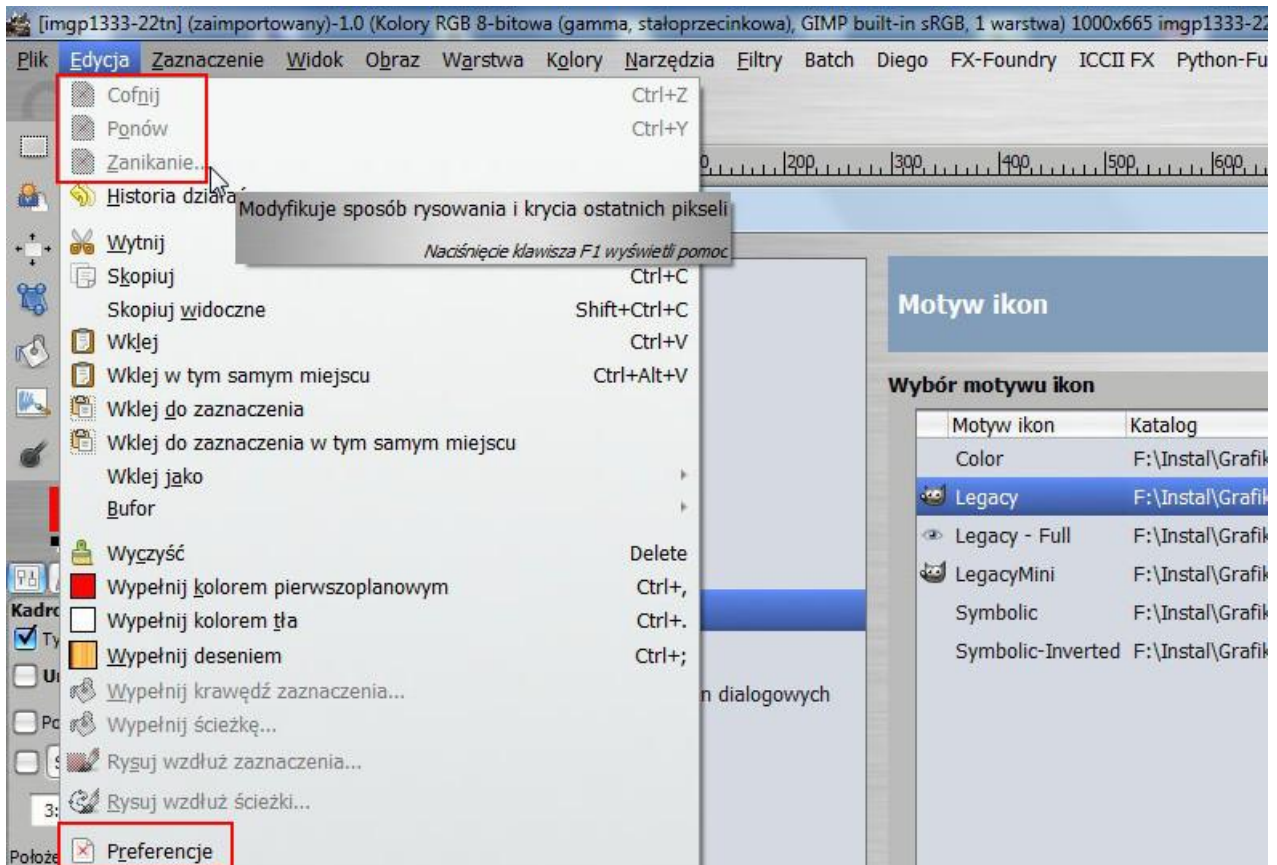 [imgp1333-22tn] (zaimportowany)-1.0 (Kolory RGB 8-bitowa (gamma, stałoprzecinkowa), GIMP built-in sRGB, 1 warstwa) 1000x665 imgp1333-22
Plik Edycja Zaznaczenie Widok Obraz Warstwa Kolory Narzędzia Filtry Batch Diego FX-Foundry ICCII FX Python-Fu
Cofnij Ctrl+Z
Ponów Ctrl+Y
Zanikanie...
200 300 400 500 600
Historia działań
Modyfikuje sposób rysowania i krycia ostatnich pikseli
Naciśnięcie klawisza F1 wyświetli pomoc
Wytnij
Skopiuj Ctrl+C
Skopiuj widoczne Shift+Ctrl+C
Wklej Ctrl+V
Wklej w tym samym miejscu Ctrl+Alt+V
Wklej do zaznaczenia
Wklej do zaznaczenia w tym samym miejscu
Wklej jako
Bufor
Wyczyść Delete
Wypełnij kolorem pierwszoplanowym Ctrl+,
Wypełnij kolorem tła Ctrl+.
Wypełnij deseniem Ctrl+;
Wypełnij krawędź zaznaczenia...
Wypełnij ścieżkę...
Rysuj wzdłuż zaznaczenia...
Rysuj wzdłuż ścieżki...
Preferencje
Kadro
Ty
Po
3:
Położe
n dialogowych
Motyw ikon
Wybór motywu ikon
Motyw ikon Katalog
Color F:\Instal\Grafik
Legacy F:\Instal\Grafik
Legacy - Full F:\Instal\Grafik
LegacyMini F:\Instal\Grafik
Symbolic F:\Instal\Grafik
Symbolic-Inverted F:\Instal\Grafik